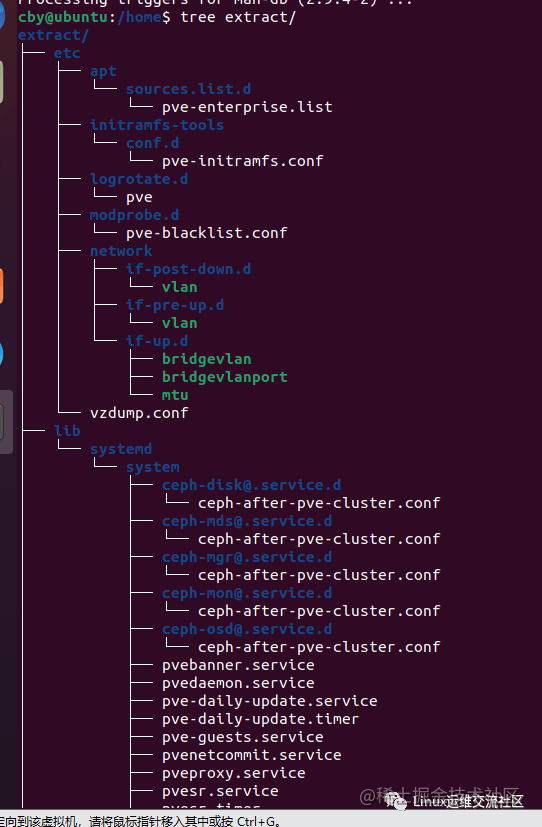 Processing triggers for man-db (2.9.4-2) ...
cby@ubuntu:/home$ tree extract/
extract/
├── etc
│   ├── apt
│   │   └── sources.list.d
│   │       └── pve-enterprise.list
│   ├── initramfs-tools
│   │   └── conf.d
│   │       └── pve-initramfs.conf
│   ├── logrotate.d
│   │   └── pve
│   ├── modprobe.d
│   │   └── pve-blacklist.conf
│   ├── network
│   │   ├── if-post-down.d
│   │   │   └── vlan
│   │   ├── if-pre-up.d
│   │   │   └── vlan
│   │   └── if-up.d
│   │       ├── bridgevlan
│   │       ├── bridgevlanport
│   │       └── mtu
│   └── vzdump.conf
├── lib
│   └── systemd
│       └── system
│           ├── ceph-disk@.service.d
│           │   └── ceph-after-pve-cluster.conf
│           ├── ceph-mds@.service.d
│           │   └── ceph-after-pve-cluster.conf
│           ├── ceph-mgr@.service.d
│           │   └── ceph-after-pve-cluster.conf
│           ├── ceph-mon@.service.d
│           │   └── ceph-after-pve-cluster.conf
│           ├── ceph-osd@.service.d
│           │   └── ceph-after-pve-cluster.conf
│           ├── pvebanner.service
│           ├── pvedaemon.service
│           ├── pve-daily-update.service
│           ├── pve-daily-update.timer
│           ├── pve-guests.service
│           ├── pvenetcommit.service
│           ├── pveproxy.service
│           ├── pvesr.service
│           ├── pvesr.timer
@稀土掘金技术社区
Linux运维交流社区
定向到该虚拟机，请将鼠标指针移入其中或按 Ctrl+G。